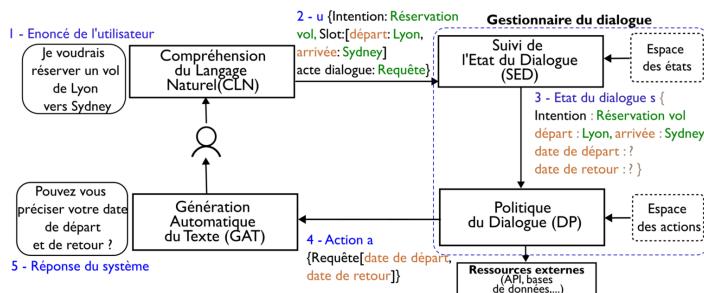 1 - Enoncé de l'utilisateur
Je voudrais
réserver un vol
de Lyon
vers Sydney
Compréhension
du Langage
Naturel(CLN)
2 - u {Intention: Réservation
vol, Slot:[départ: Lyon,
arrivée: Sydney]
acte dialogue: Requête}
Gestionnaire du dialogue
Suivi de
l'Etat du Dialogue
(SED)
Espace
des états
3 - Etat du dialogue s {
Intention : Réservation vol
départ : Lyon, arrivée : Sydney
date de départ : ?
date de retour : ? }
Politique
du Dialogue (DP)
Espace
des actions
Ressources externes
(API, bases
de données,...)
4 - Action a
{Requête[date de départ,
date de retour]}
Génération
Automatique
du Texte (GAT)
Pouvez vous
préciser votre date
de départ
et de retour ?
5 - Réponse du système